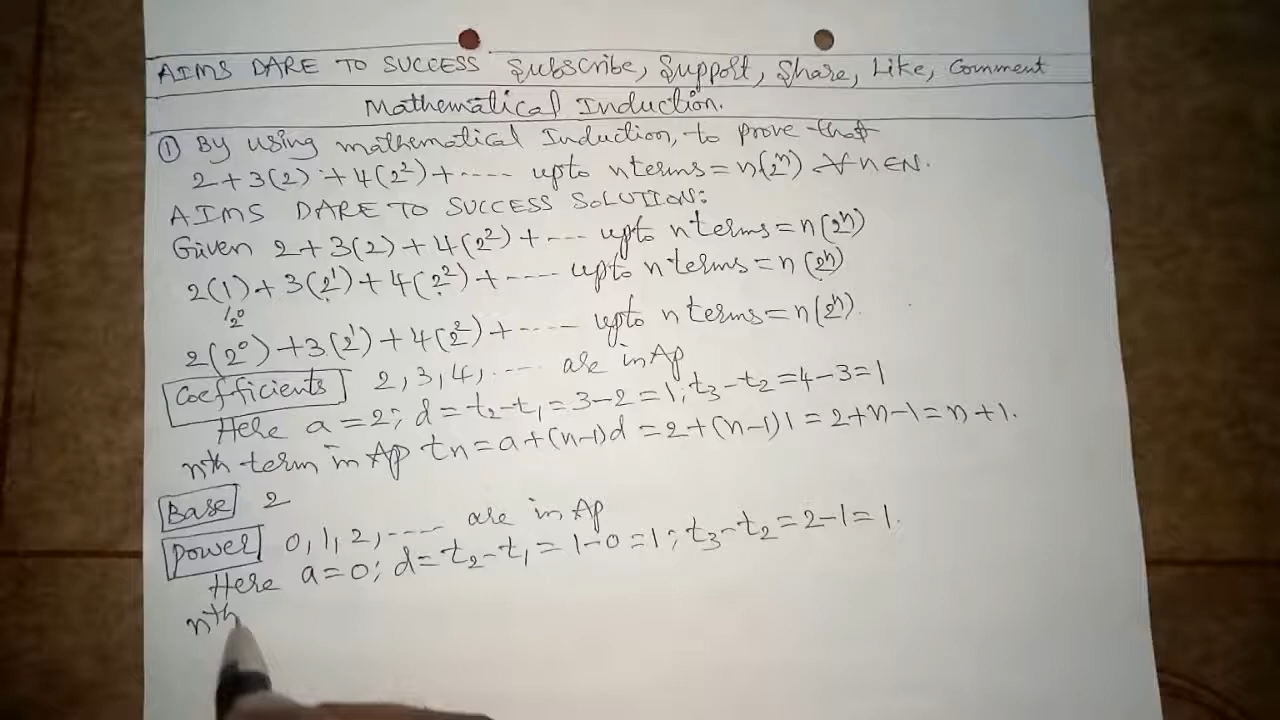 AIMS DARE TO SUCCESS Subscribe, Support, Share, Like, Comment
Mathematical Induction.
① By using mathematical Induction, to prove that
2+3(2)+4(2²)+---- upto n terms = n(2ⁿ) ∀ n∈N.
AIMS DARE TO SUCCESS SOLUTION:
Given 2+3(2)+4(2²)+--- upto n terms = n(2ⁿ)
2(1)+3(2¹)+4(2²)+---- upto n terms = n(2ⁿ)
2⁰
2(2⁰)+3(2¹)+4(2²)+---- upto n terms = n(2ⁿ).
Coefficients 2,3,4,---- are in Ap
Here a=2; d=t₂-t₁=3-2=1; t₃-t₂=4-3=1
nth term in Ap tn=a+(n-1)d=2+(n-1)1=2+n-1=n+1.
Base 2
power 0,1,2,---- are in Ap
Here a=0; d=t₂-t₁=1-0=1; t₃-t₂=2-1=1.
nth